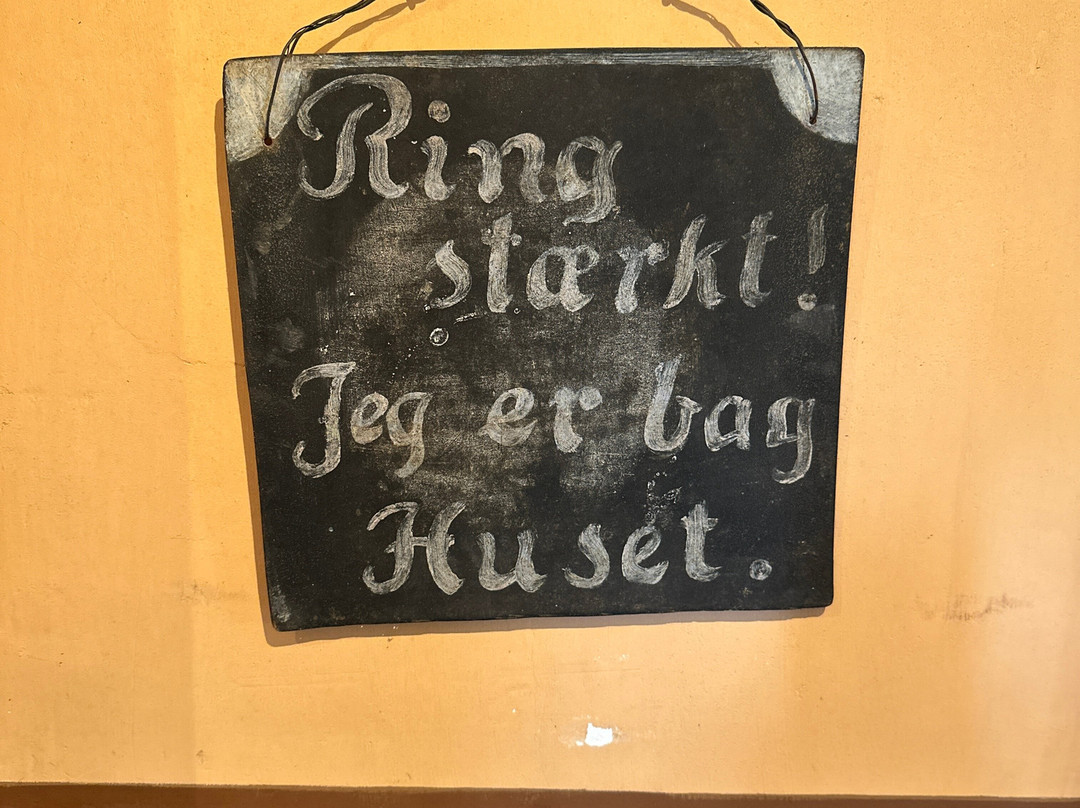 Ring
stærkt!
Jeg er bag
Huset.